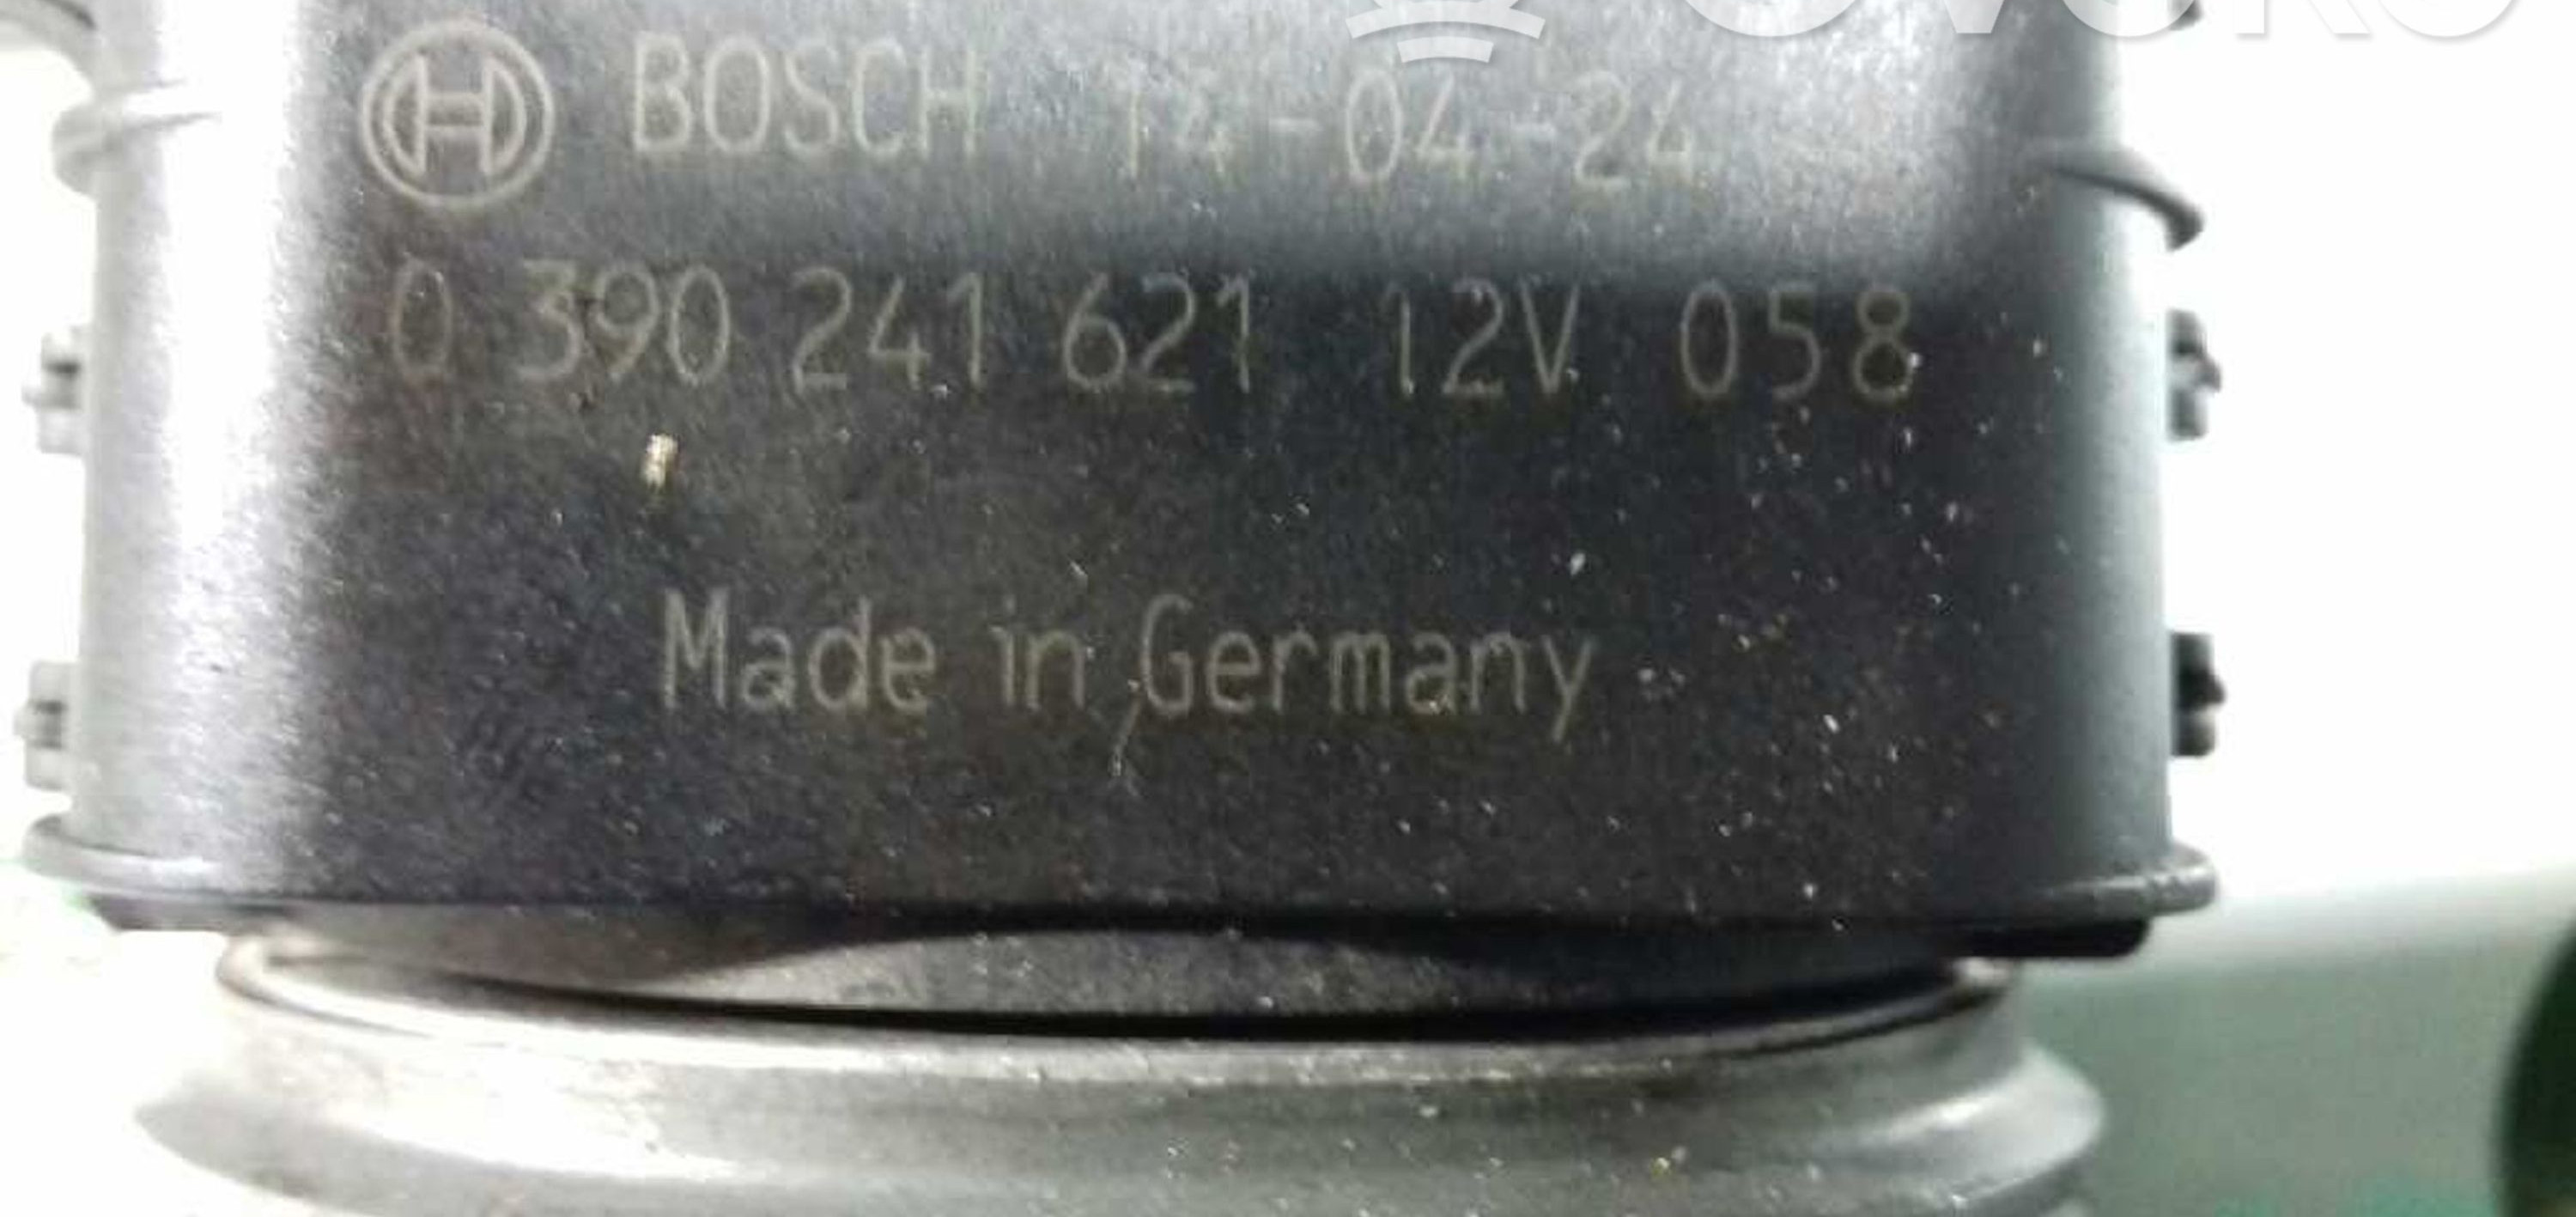 BOSCH 14-04-24
0 390 241 621 12V 058
Made in Germany